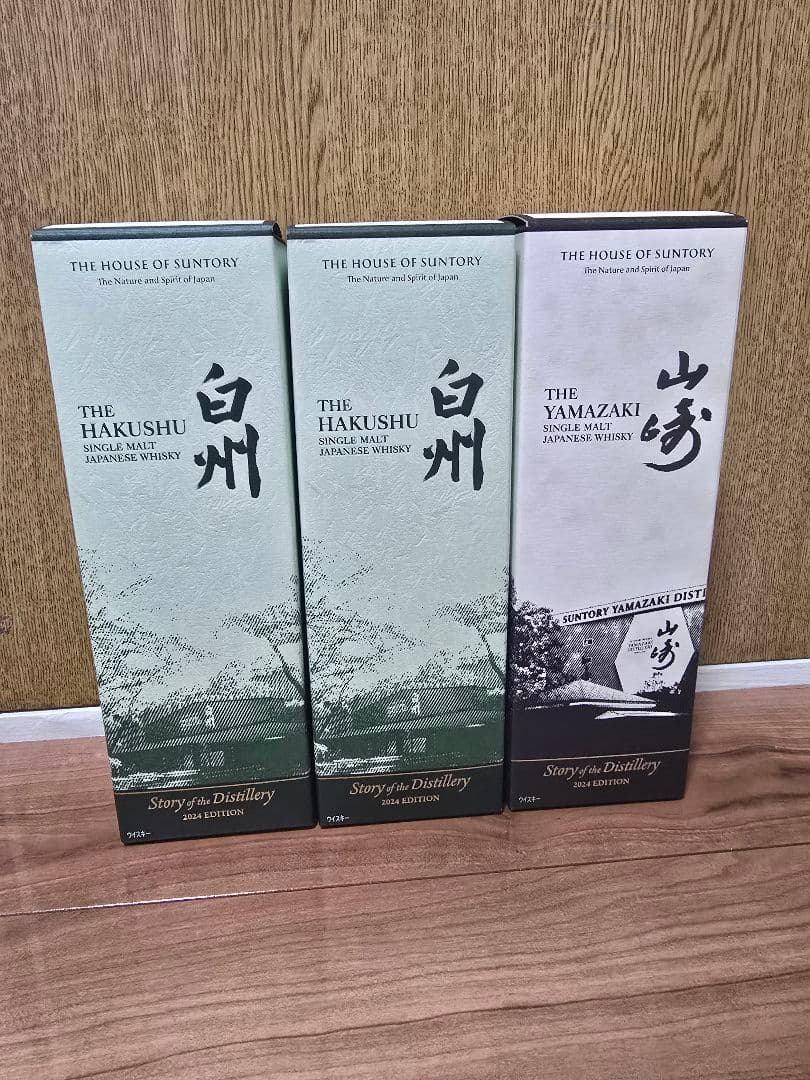 THE HOUSE OF SUNTORY
The Nature and Spirit of Japan
THE
HAKUSHU
SINGLE MALT
JAPANESE WHISKY
白州
Story of the Distillery
2024 EDITION
ウイスキー
THE HOUSE OF SUNTORY
The Nature and Spirit of Japan
THE
HAKUSHU
SINGLE MALT
JAPANESE WHISKY
白州
Story of the Distillery
2024 EDITION
ウイスキー
THE HOUSE OF SUNTORY
The Nature and Spirit of Japan
THE
YAMAZAKI
SINGLE MALT
JAPANESE WHISKY
山崎
SUNTORY YAMAZAKI DISTI
山崎
YAMAZAKI
DISTILLERY
Story of the Distillery
2024 EDITION
ウイスキー